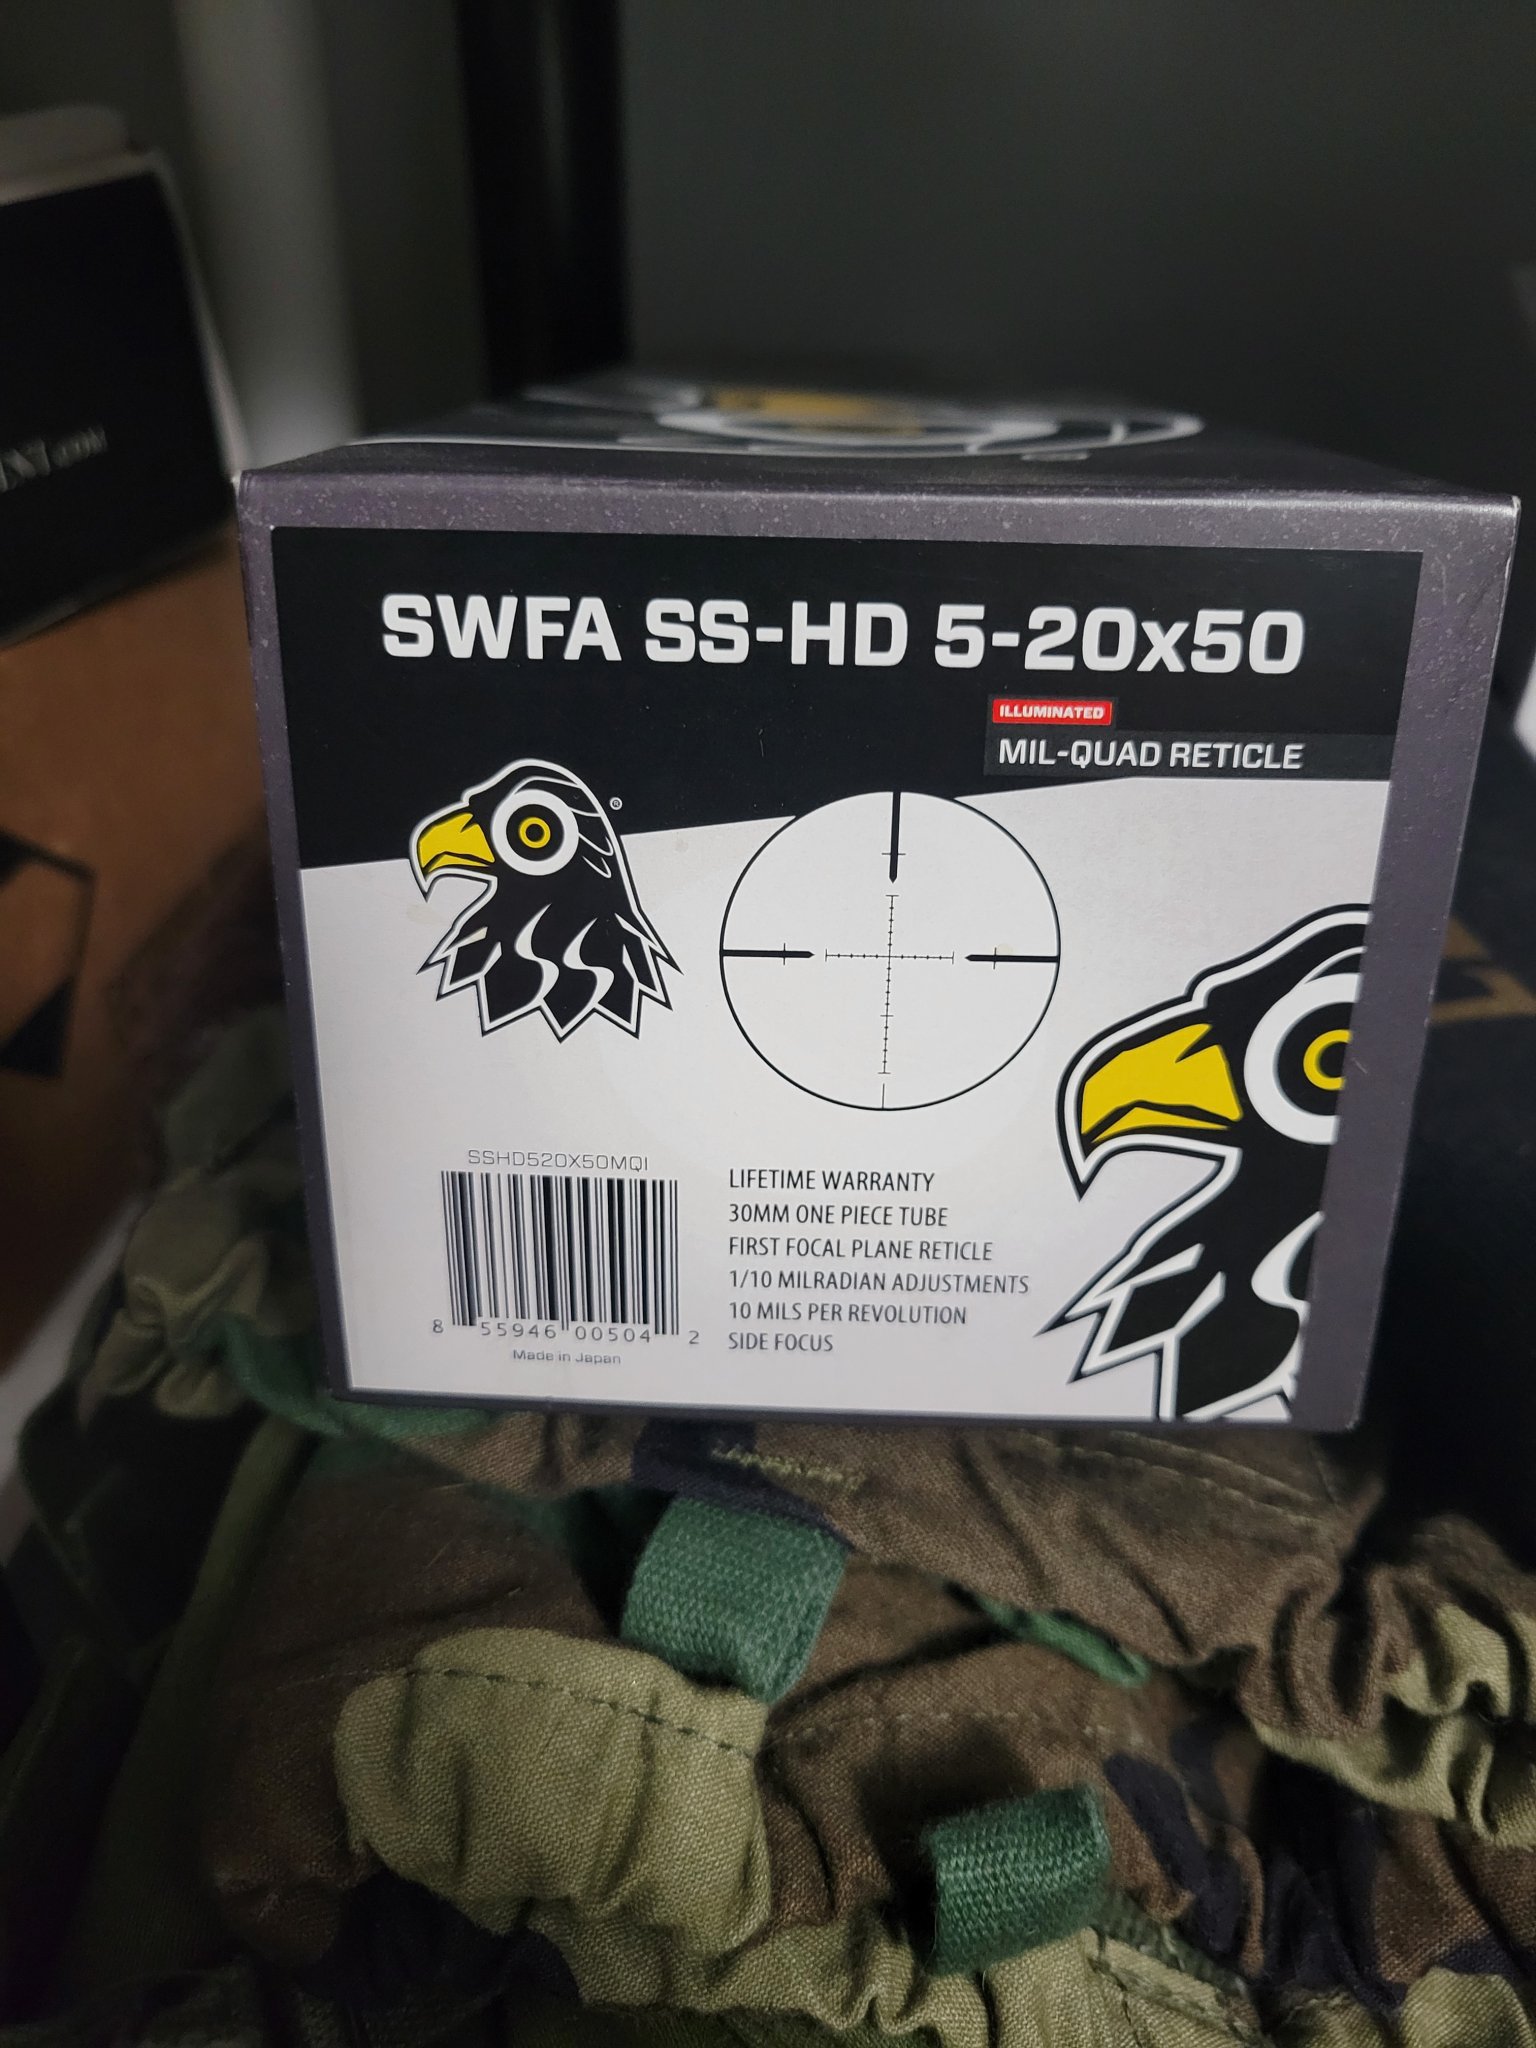 SWFA SS-HD 5-20x50
ILLUMINATED
MIL-QUAD RETICLE
®
SS
SSHD520X50MQI
8 55946 00504 2
Made in Japan
LIFETIME WARRANTY
30MM ONE PIECE TUBE
FIRST FOCAL PLANE RETICLE
1/10 MILRADIAN ADJUSTMENTS
10 MILS PER REVOLUTION
SIDE FOCUS